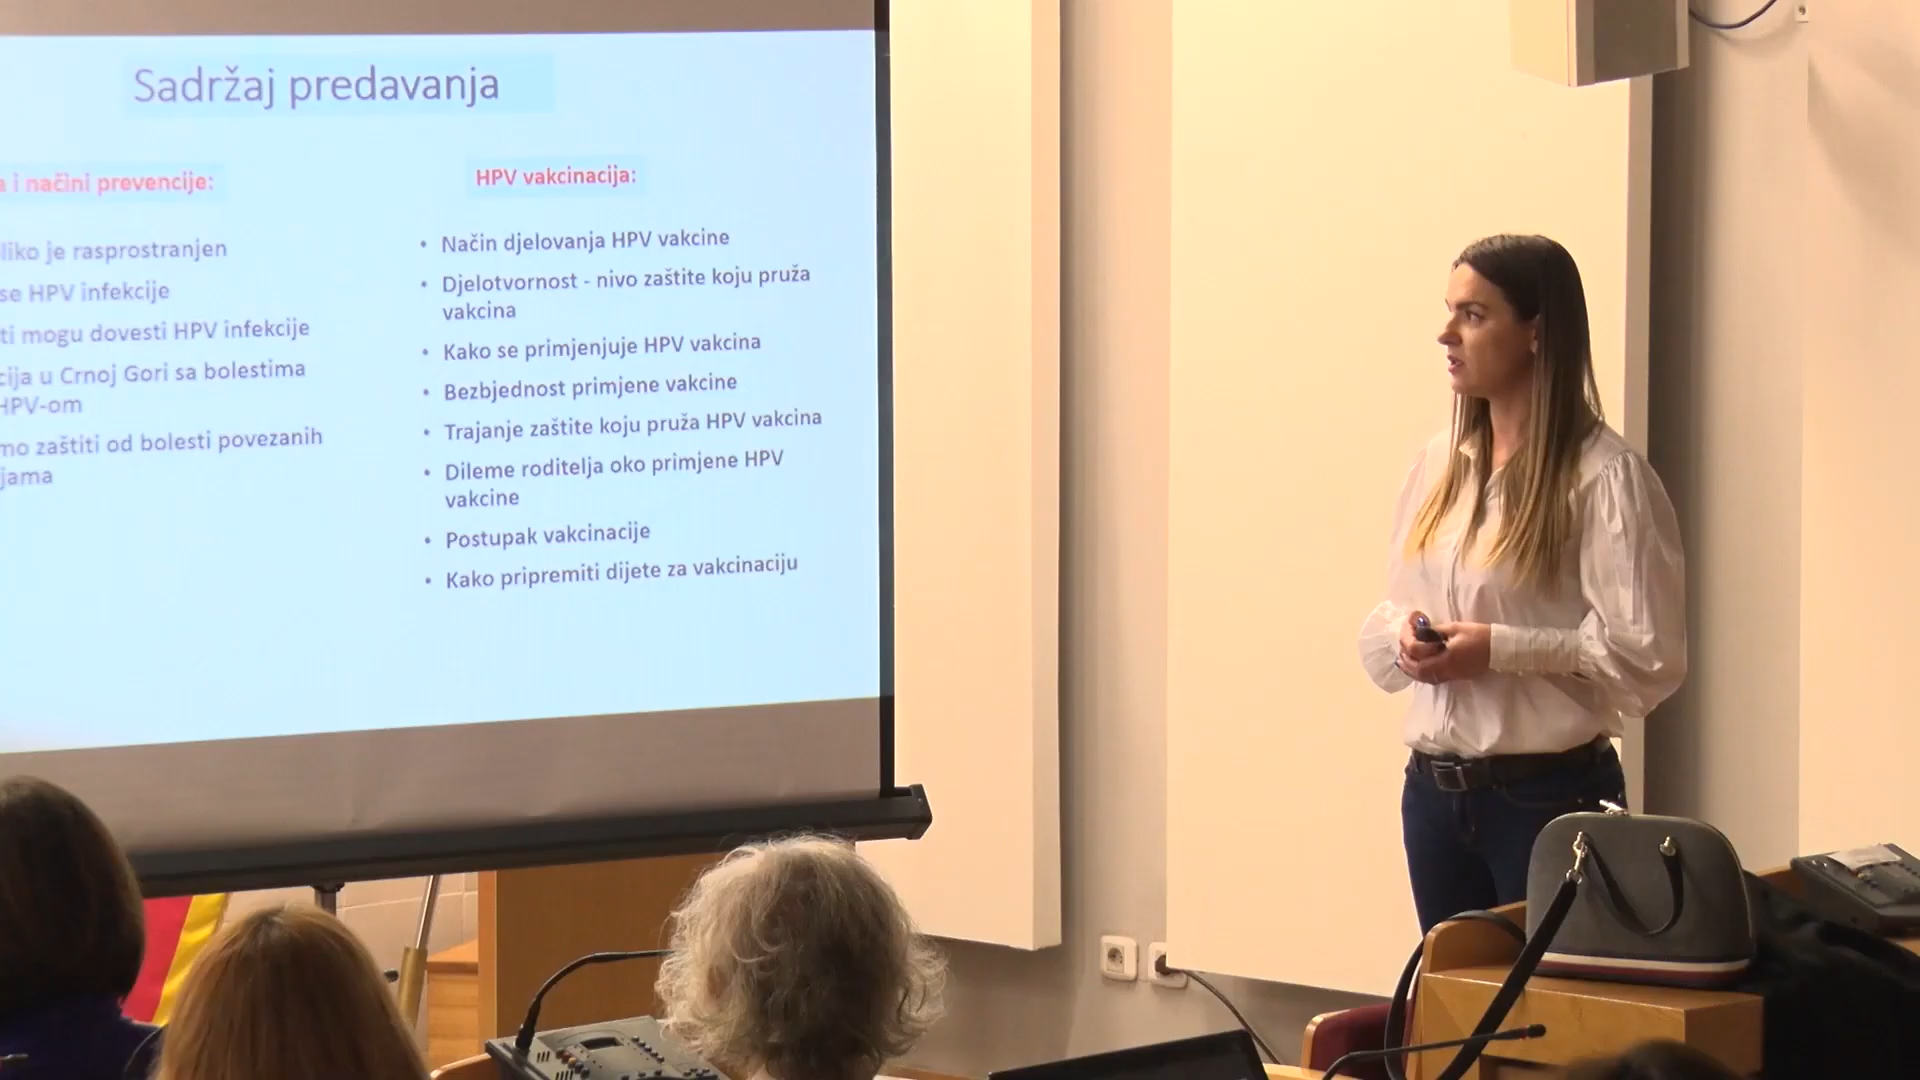 Sadržaj predavanja
a i načini prevencije:
liko je rasprostranjen
se HPV infekcije
ti mogu dovesti HPV infekcije
cija u Crnoj Gori sa bolestima
HPV-om
mo zaštiti od bolesti povezanih
jama
HPV vakcinacija:
• Način djelovanja HPV vakcine
• Djelotvornost - nivo zaštite koju pruža
vakcina
• Kako se primjenjuje HPV vakcina
• Bezbjednost primjene vakcine
• Trajanje zaštite koju pruža HPV vakcina
• Dileme roditelja oko primjene HPV
vakcine
• Postupak vakcinacije
• Kako pripremiti dijete za vakcinaciju